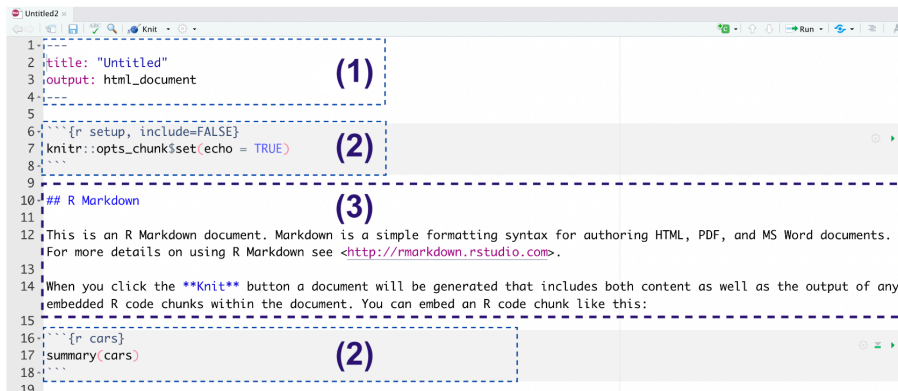 Untitled2 ×
ABC Knit Run
1 ---
2 title: "Untitled"
3 output: html_document
4 ---
(1)
5
6 ```{r setup, include=FALSE}
7 knitr::opts_chunk$set(echo = TRUE)
8 ```
(2)
9
10 ## R Markdown
(3)
11
12 This is an R Markdown document. Markdown is a simple formatting syntax for authoring HTML, PDF, and MS Word documents.
For more details on using R Markdown see <http://rmarkdown.rstudio.com>.
13
14 When you click the **Knit** button a document will be generated that includes both content as well as the output of any
embedded R code chunks within the document. You can embed an R code chunk like this:
15
16 ```{r cars}
17 summary(cars)
18 ```
(2)
19